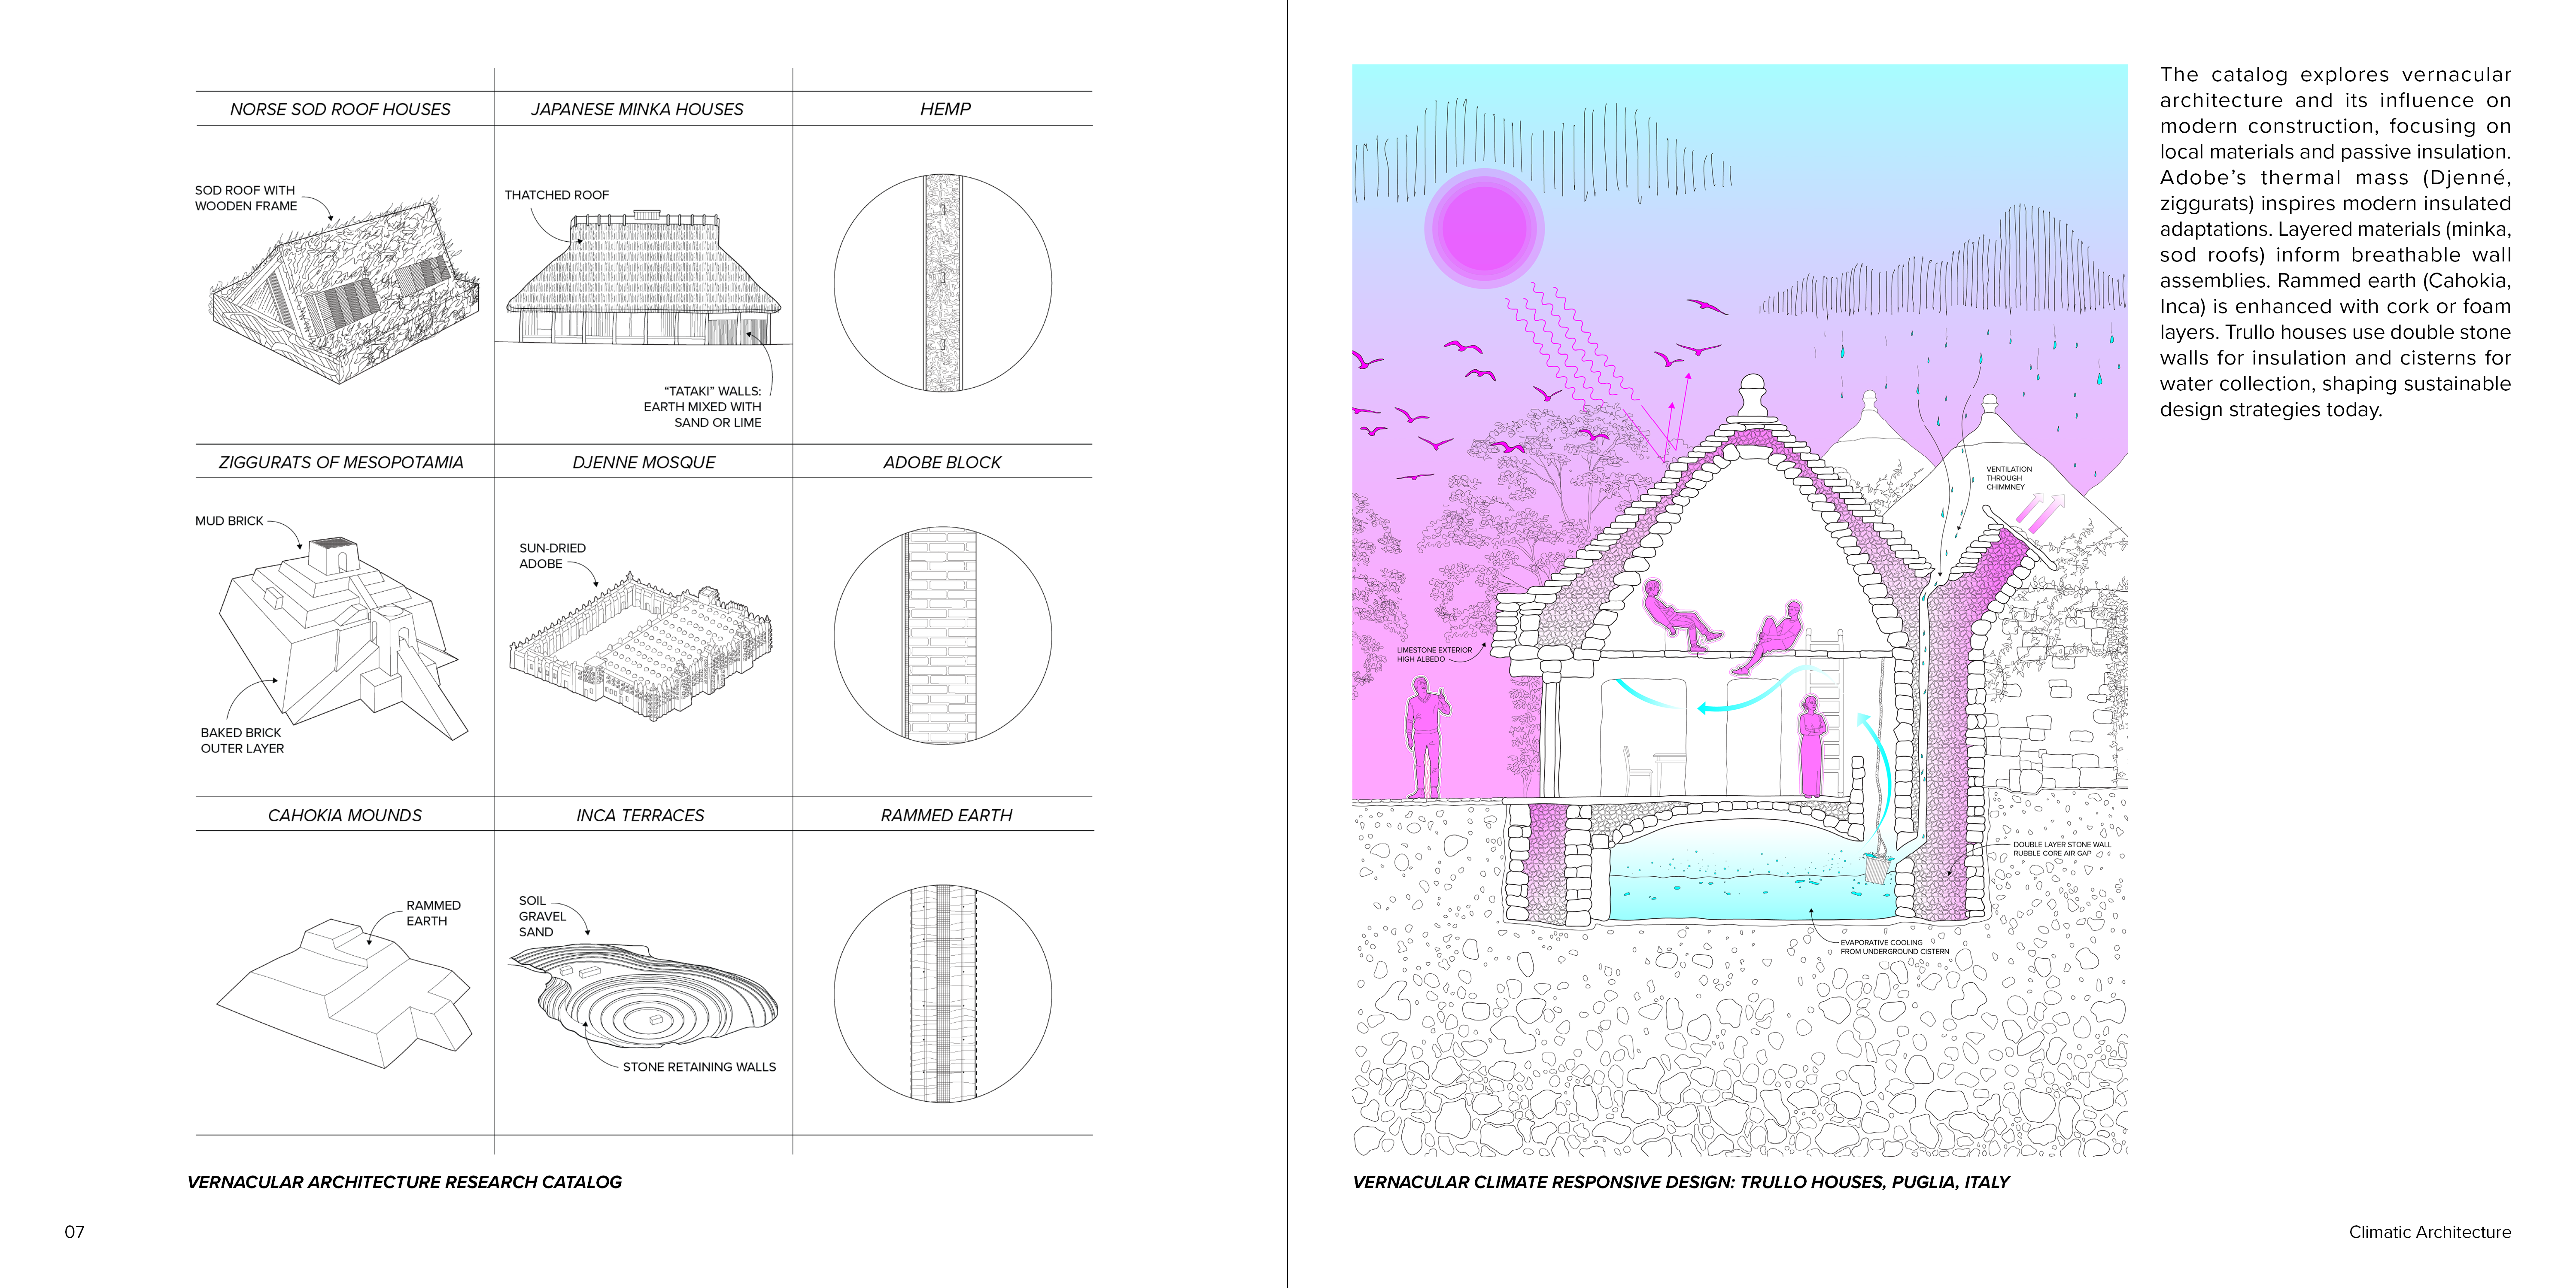 NORSE SOD ROOF HOUSES
JAPANESE MINKA HOUSES
HEMP
SOD ROOF WITH
WOODEN FRAME
THATCHED ROOF
“TATAKI” WALLS:
EARTH MIXED WITH
SAND OR LIME
ZIGGURATS OF MESOPOTAMIA
DJENNE MOSQUE
ADOBE BLOCK
MUD BRICK
BAKED BRICK
OUTER LAYER
SUN-DRIED
ADOBE
CAHOKIA MOUNDS
INCA TERRACES
RAMMED EARTH
RAMMED
EARTH
SOIL
GRAVEL
SAND
STONE RETAINING WALLS
VERNACULAR ARCHITECTURE RESEARCH CATALOG
07
VENTILATION
THROUGH
CHIMMNEY
LIMESTONE EXTERIOR
HIGH ALBEDO
DOUBLE LAYER STONE WALL
RUBBLE CORE AIR GAP
EVAPORATIVE COOLING
FROM UNDERGROUND CISTERN
VERNACULAR CLIMATE RESPONSIVE DESIGN: TRULLO HOUSES, PUGLIA, ITALY
The catalog explores vernacular
architecture and its influence on
modern construction, focusing on
local materials and passive insulation.
Adobe’s thermal mass (Djenné,
ziggurats) inspires modern insulated
adaptations. Layered materials (minka,
sod roofs) inform breathable wall
assemblies. Rammed earth (Cahokia,
Inca) is enhanced with cork or foam
layers. Trullo houses use double stone
walls for insulation and cisterns for
water collection, shaping sustainable
design strategies today.
Climatic Architecture